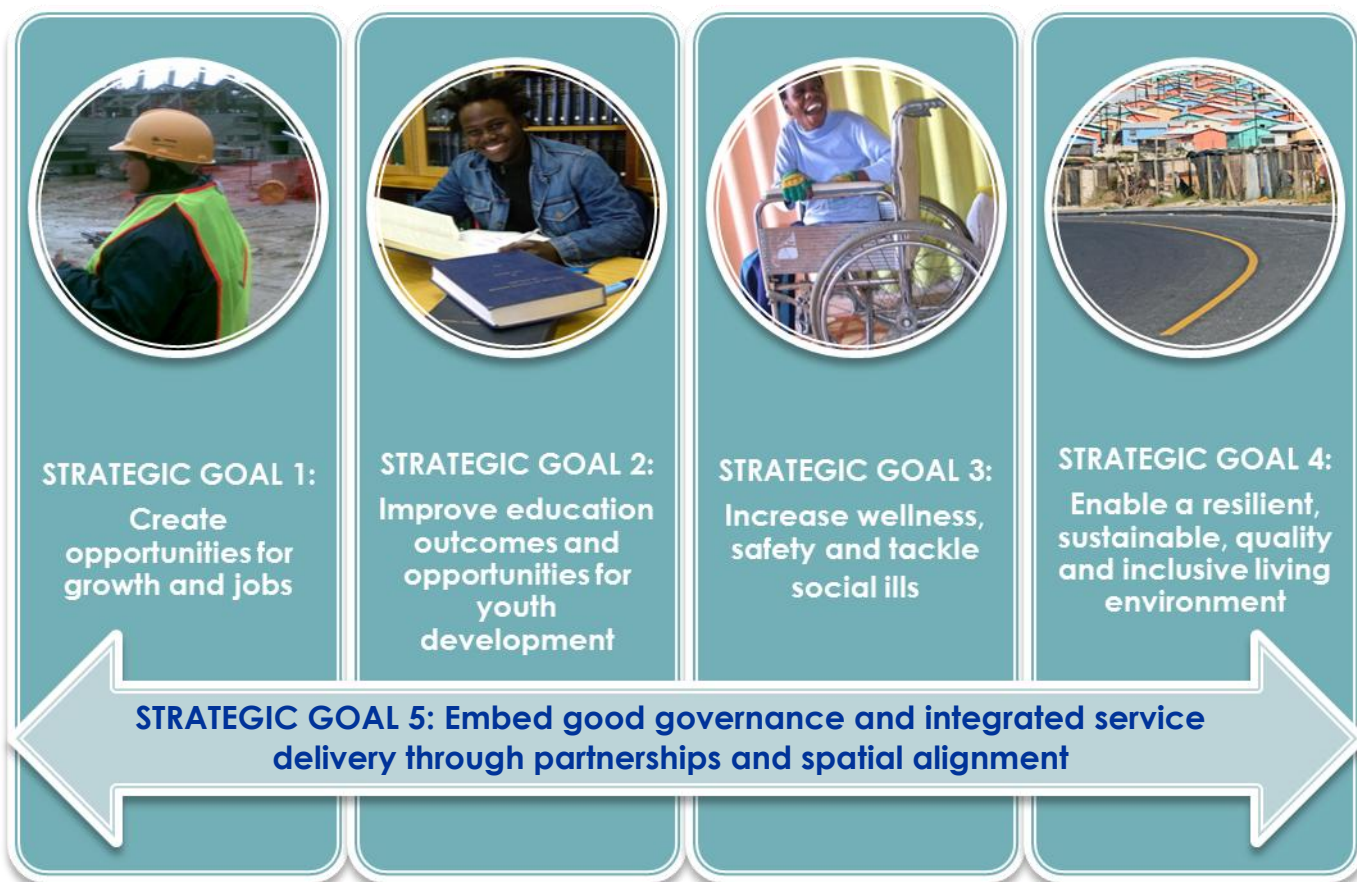 STRATEGIC GOAL 1:
Create
opportunities for
growth and jobs
STRATEGIC GOAL 2:
Improve education
outcomes and
opportunities for
youth
development
STRATEGIC GOAL 3:
Increase wellness,
safety and tackle
social ills
STRATEGIC GOAL 4:
Enable a resilient,
sustainable, quality
and inclusive living
environment
STRATEGIC GOAL 5: Embed good governance and integrated service
delivery through partnerships and spatial alignment